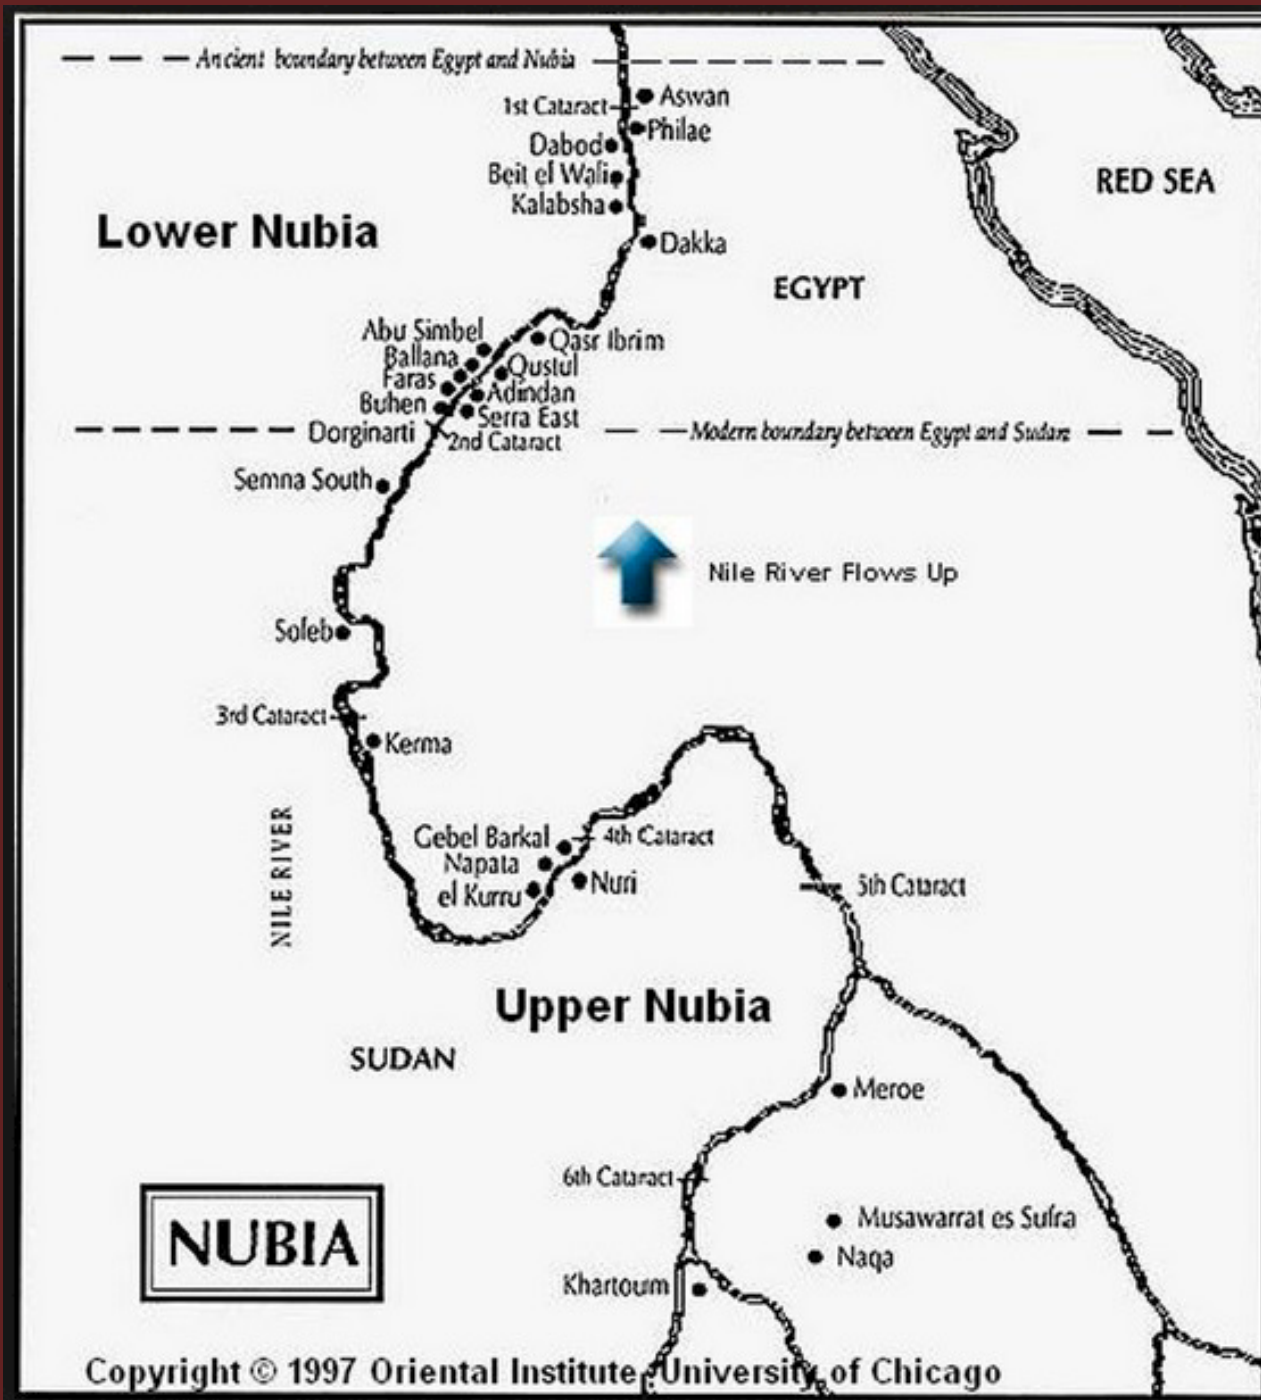 Ancient boundary between Egypt and Nubia
Aswan
1st Cataract
Philae
Dabod
Beit el Wali
Kalabsha
RED SEA
Lower Nubia
Dakka
EGYPT
Abu Simbel
Qasr Ibrim
Ballana
Qustul
Faras
Adindan
Buhen
Serra East
Dorginarti
2nd Cataract
Modern boundary between Egypt and Sudan
Semna South
Nile River Flows Up
Soleb
3rd Cataract
Kerma
NILE RIVER
Gebel Barkal
4th Cataract
Napata
Nuri
el Kurru
5th Cataract
Upper Nubia
SUDAN
Meroe
6th Cataract
Musawarrat es Sufra
NUBIA
Naqa
Khartoum
Copyright © 1997 Oriental Institute, University of Chicago